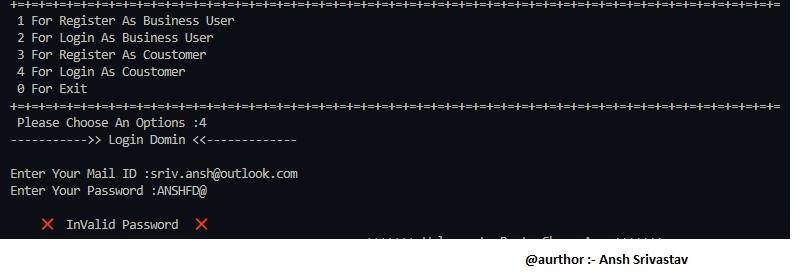 +=+=+=+=+=+=+=+=+=+=+=+=+=+=+=+=+=+=+=+=+=+=+=+=+=+=+=+=+=+=+=+=+=+=+=+=+=+=+=+=+=+=+=+=+=+=+=+=+=+=+=+=+=+=+=
1 For Register As Business User
2 For Login As Business User
3 For Register As Coustomer
4 For Login As Coustomer
0 For Exit
+=+=+=+=+=+=+=+=+=+=+=+=+=+=+=+=+=+=+=+=+=+=+=+=+=+=+=+=+=+=+=+=+=+=+=+=+=+=+=+=+=+=+=+=+=+=+=+=+=+=+=+=+=+=+=
Please Choose An Options :4
----------->> Login Domin <<-------------
Enter Your Mail ID :sriv.ansh@outlook.com
Enter Your Password :ANSHFD@
❌ InValid Password ❌
@aurthor :- Ansh Srivastav